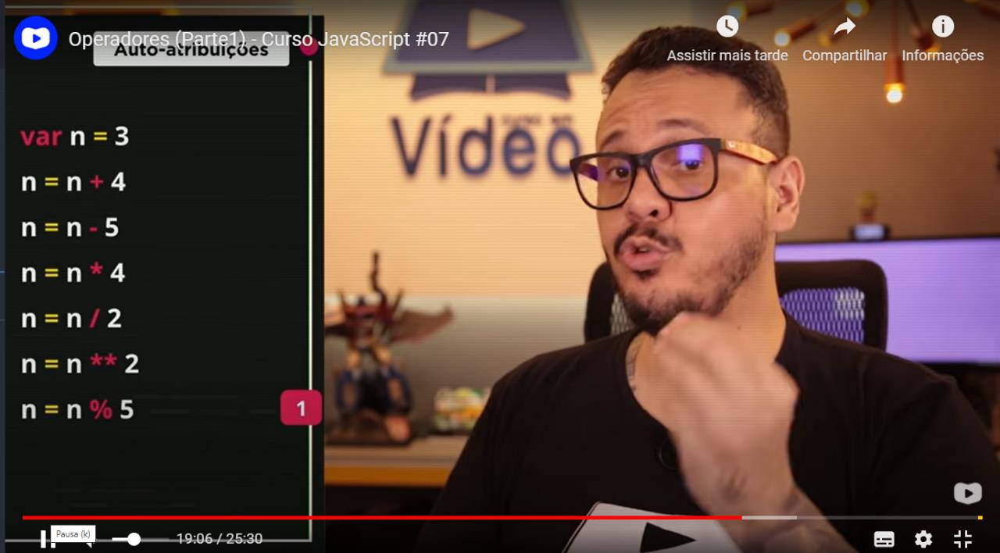 Operadores (Parte1) - Curso JavaScript #07
Assistir mais tarde
Compartilhar
Informações
Auto-atribuições
var n = 3
n = n + 4
n = n - 5
n = n * 4
n = n / 2
n = n ** 2
n = n % 5
1
Vídeo
Pausa (k)
19:06 / 25:30